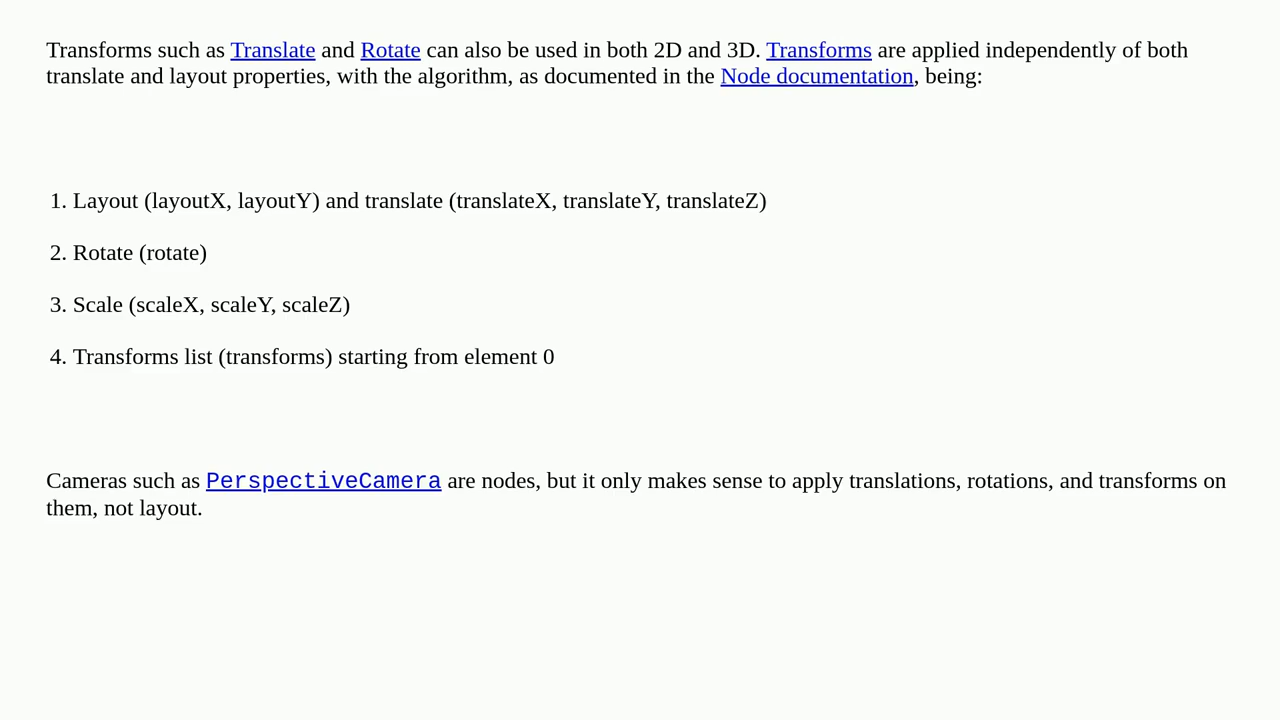 Transforms such as Translate and Rotate can also be used in both 2D and 3D. Transforms are applied independently of both
translate and layout properties, with the algorithm, as documented in the Node documentation, being:
1. Layout (layoutX, layoutY) and translate (translateX, translateY, translateZ)
2. Rotate (rotate)
3. Scale (scaleX, scaleY, scaleZ)
4. Transforms list (transforms) starting from element 0
Cameras such as PerspectiveCamera are nodes, but it only makes sense to apply translations, rotations, and transforms on
them, not layout.